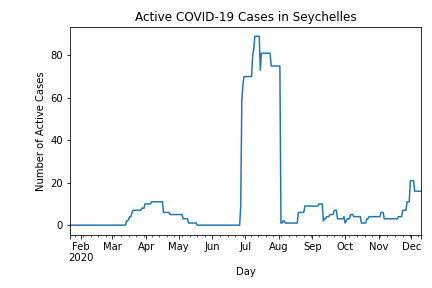 Active COVID-19 Cases in Seychelles
Number of Active Cases
80
60
40
20
0
Feb Mar Apr May Jun Jul Aug Sep Oct Nov Dec
2020
Day